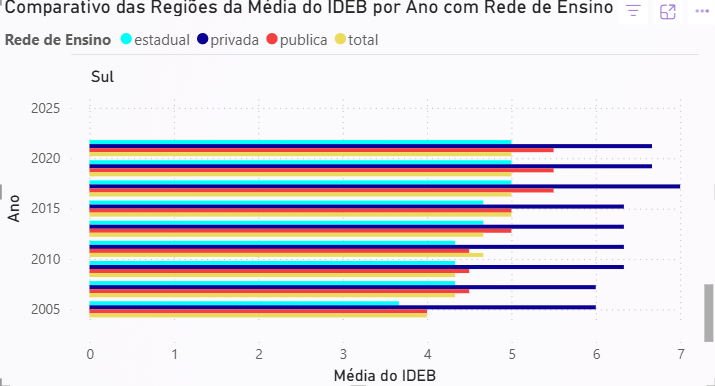 Comparativo das Regiões da Média do IDEB por Ano com Rede de Ensino
Rede de Ensino estadual privada publica total
Sul
2025
2020
2015
2010
2005
Ano
0 1 2 3 4 5 6 7
Média do IDEB